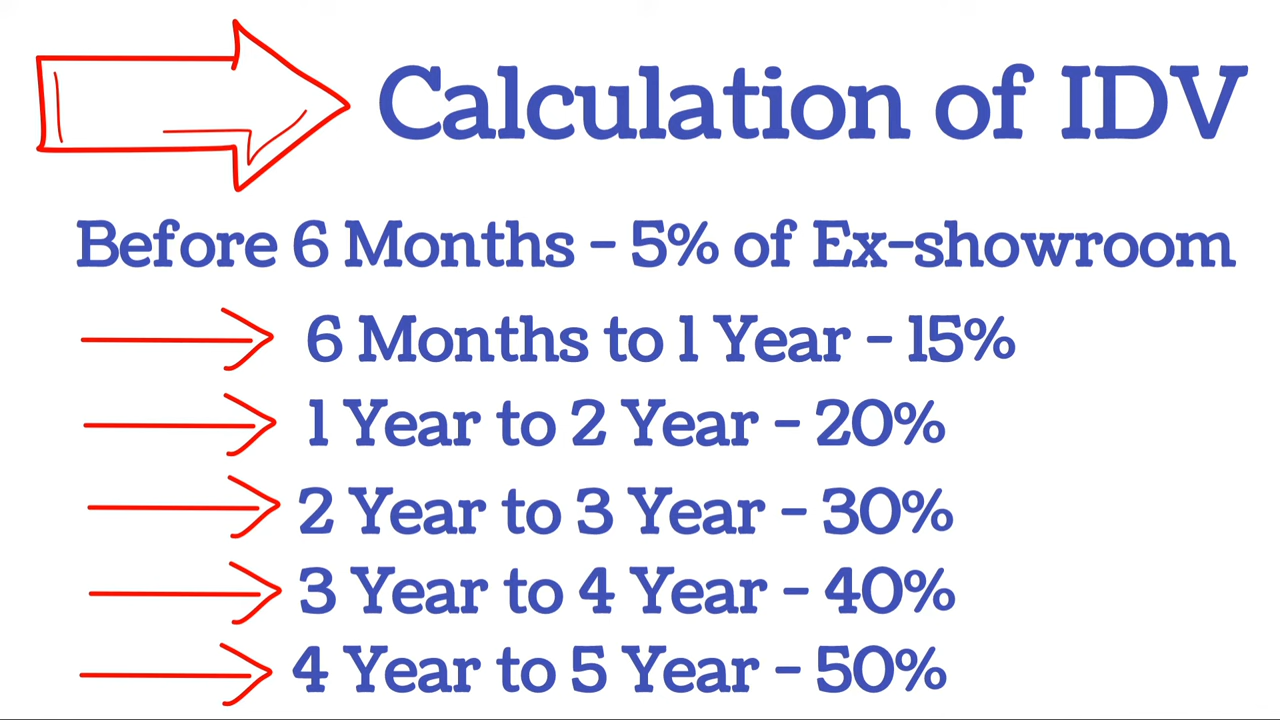 Calculation of IDV
Before 6 Months - 5% of Ex-showroom
6 Months to 1 Year - 15%
1 Year to 2 Year - 20%
2 Year to 3 Year - 30%
3 Year to 4 Year - 40%
4 Year to 5 Year - 50%